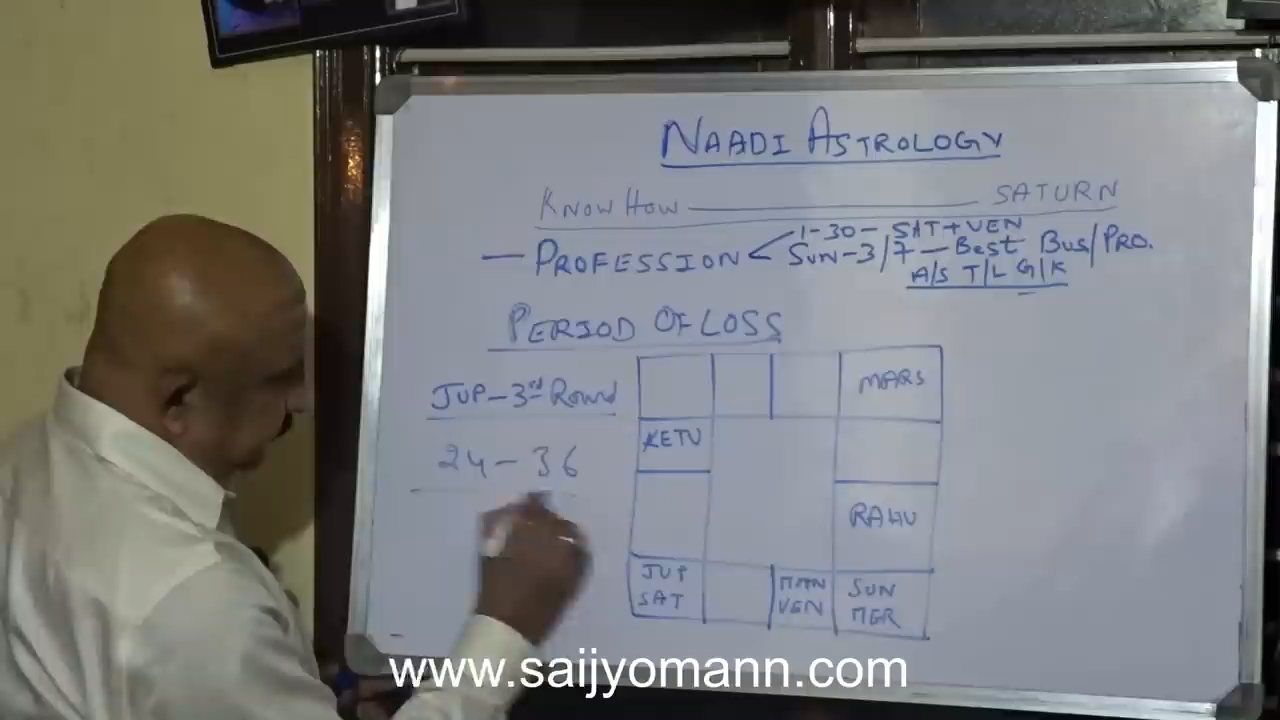 NAADI ASTROLOGY
KNOW HOW ———————— SATURN
— PROFESSION < 1-30 - SAT+VEN
SUN-3/7 - Best Bus/PRO.
A/S T/L G/K
PERIOD OF LOSS
JUP - 3rd Round
24 - 36
MARS
KETU
RAHU
JUP
SAT
VEN
SUN
MER
www.saijyomann.com